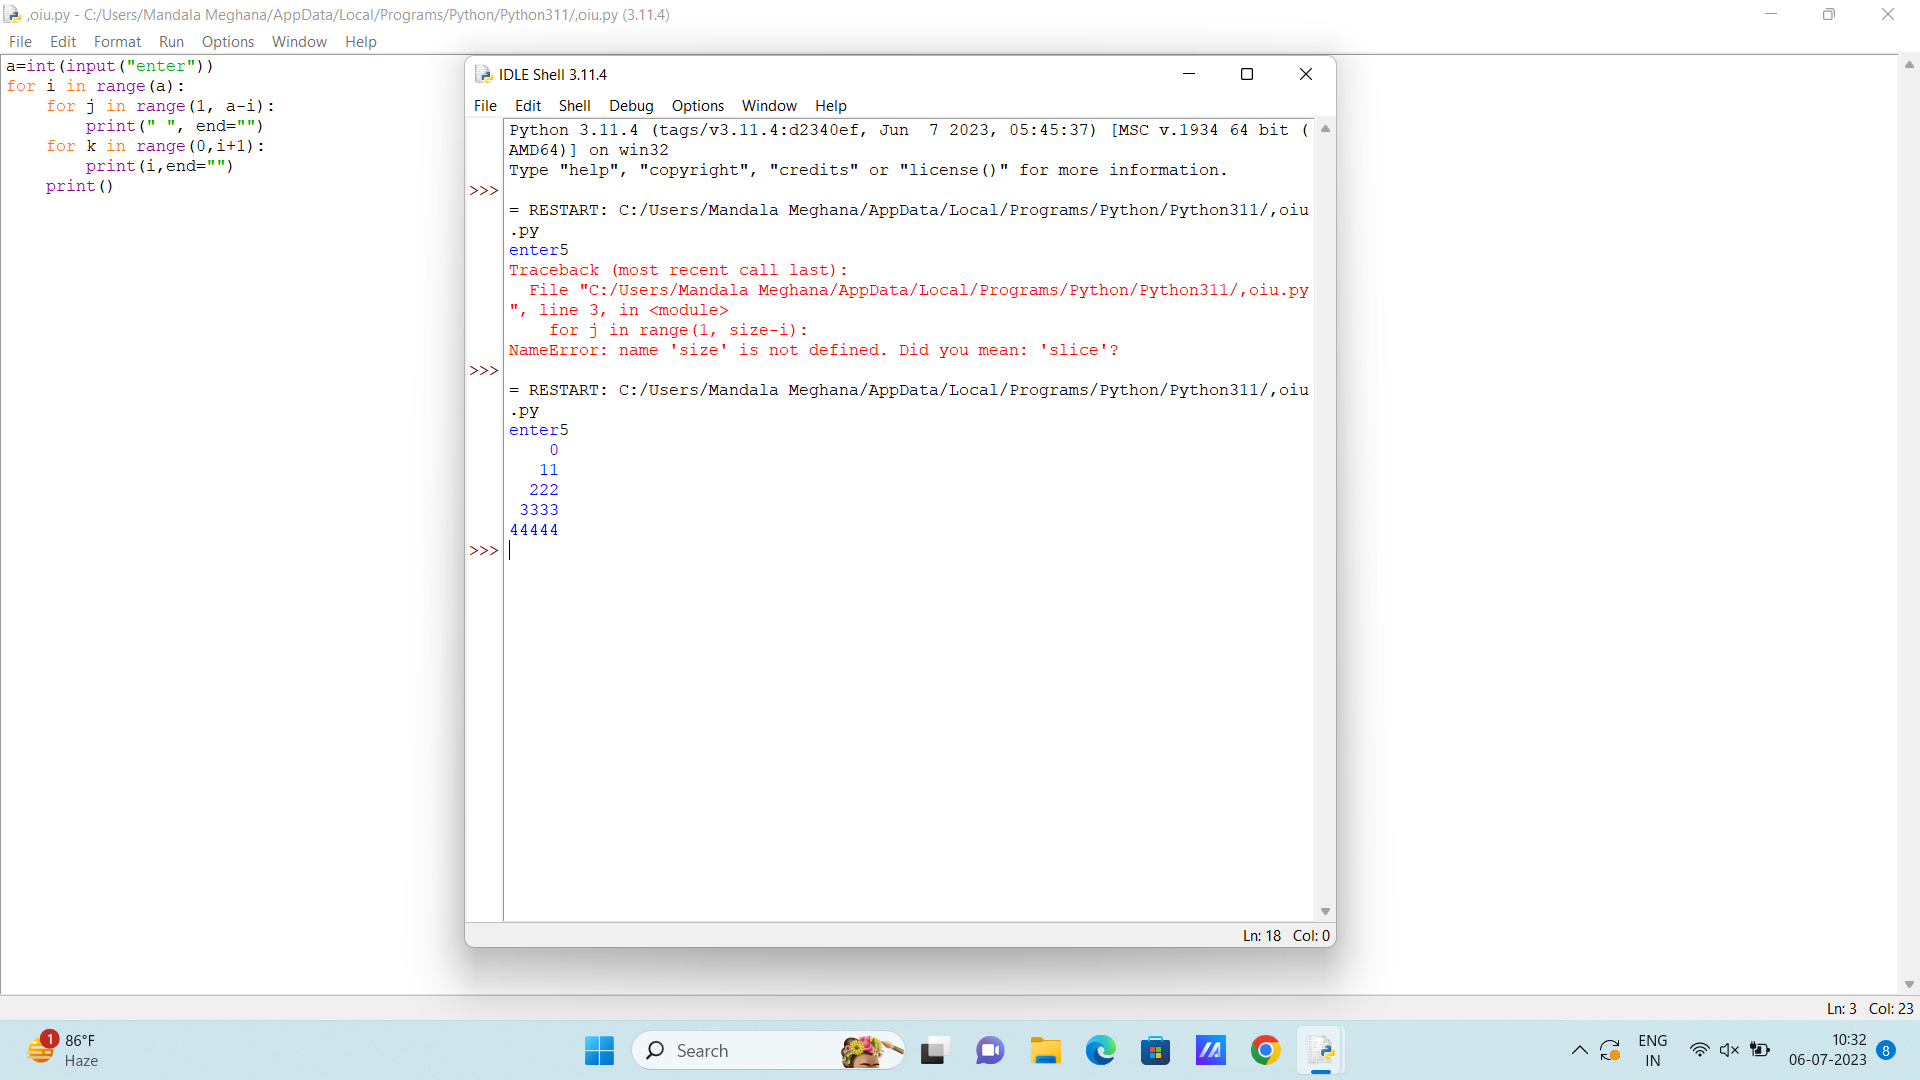 ,oiu.py - C:/Users/Mandala Meghana/AppData/Local/Programs/Python/Python311/,oiu.py (3.11.4)
File Edit Format Run Options Window Help
a=int(input("enter"))
for i in range(a):
    for j in range(1, a-i):
        print(" ", end="")
    for k in range(0,i+1):
        print(i,end="")
    print()
IDLE Shell 3.11.4
File Edit Shell Debug Options Window Help
Python 3.11.4 (tags/v3.11.4:d2340ef, Jun  7 2023, 05:45:37) [MSC v.1934 64 bit (
AMD64)] on win32
Type "help", "copyright", "credits" or "license()" for more information.
>>>
= RESTART: C:/Users/Mandala Meghana/AppData/Local/Programs/Python/Python311/,oiu
.py
enter5
Traceback (most recent call last):
  File "C:/Users/Mandala Meghana/AppData/Local/Programs/Python/Python311/,oiu.py
", line 3, in <module>
    for j in range(1, size-i):
NameError: name 'size' is not defined. Did you mean: 'slice'?
>>>
= RESTART: C:/Users/Mandala Meghana/AppData/Local/Programs/Python/Python311/,oiu
.py
enter5
    0
   11
  222
 3333
44444
>>>
Ln: 18 Col: 0
Ln: 3 Col: 23
1
86°F
Haze
Search
ENG
IN
10:32
06-07-2023
8